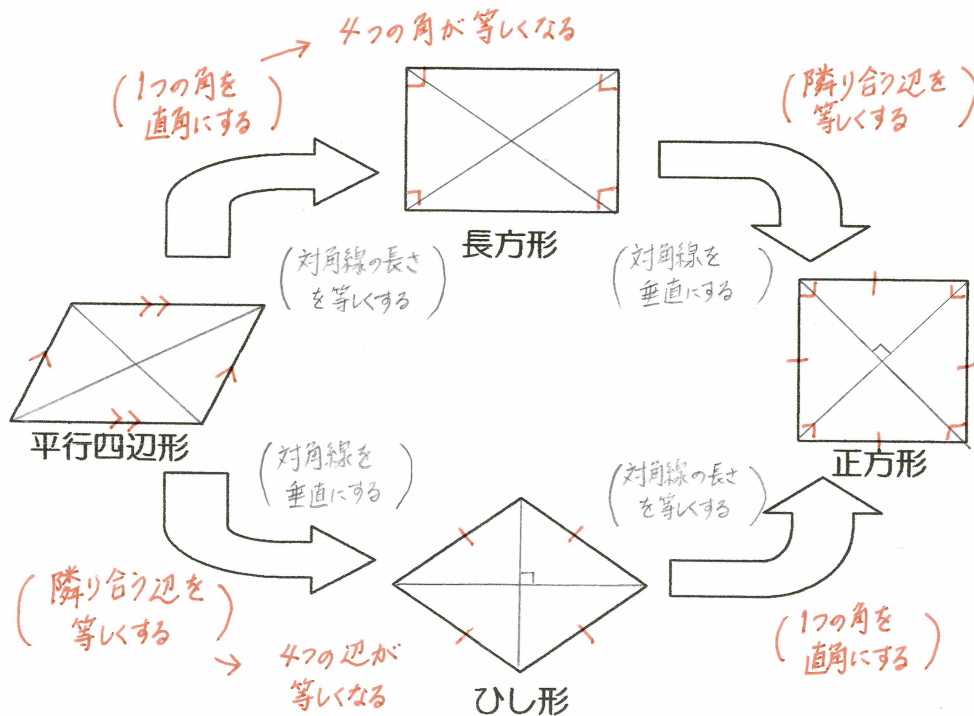 4つの角が等しくなる
(1つの角を
直角にする)
(隣り合う辺を
等しくする)
長方形
(対角線の長さ
を等しくする)
(対角線を
垂直にする)
平行四辺形
正方形
(対角線を
垂直にする)
(対角線の長さ
を等しくする)
(隣り合う辺を
等しくする)
4つの辺が
等しくなる
(1つの角を
直角にする)
ひし形